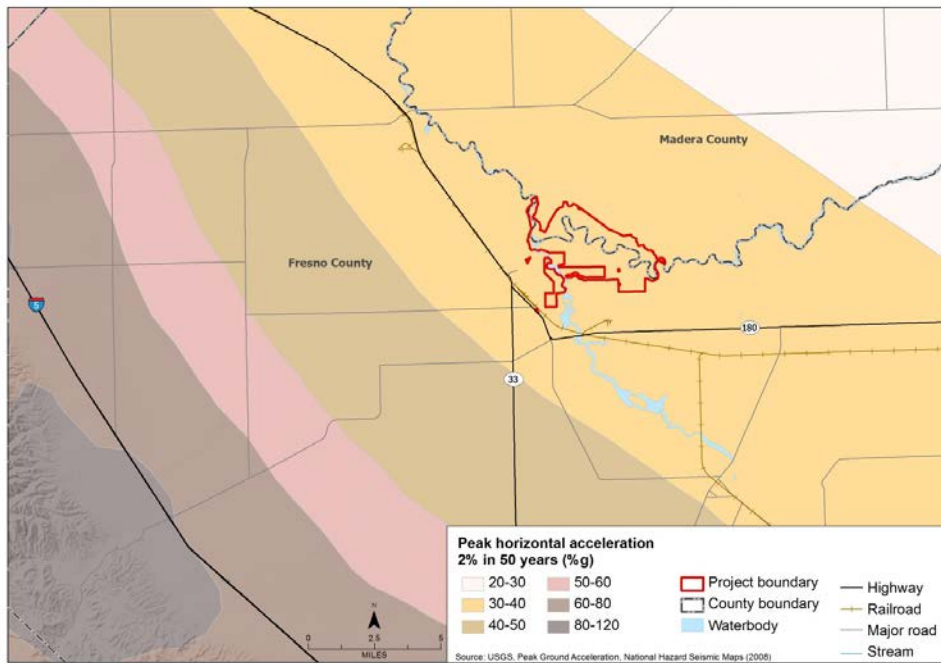 Madera County
Fresno County
5
180
33
Peak horizontal acceleration
2% in 50 years (%g)
20-30
50-60
30-40
60-80
40-50
80-120
Project boundary
County boundary
Waterbody
Highway
Railroad
Major road
Stream
N
0 2.5 5
MILES
Source: USGS, Peak Ground Acceleration, National Hazard Seismic Maps (2008)